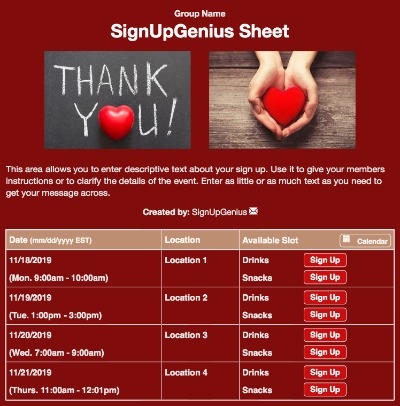 Group Name
SignUpGenius Sheet
THANK
YOU!
This area allows you to enter descriptive text about your sign up. Use it to give your members
instructions or to clarify the details of the event. Enter as little or as much text as you need to
get your message across.
Created by: SignUpGenius
Date (mm/dd/yyyy EST) Location Available Slot Calendar
11/18/2019 Location 1 Drinks Sign Up
(Mon. 9:00am - 10:00am) Snacks Sign Up
11/19/2019 Location 2 Drinks Sign Up
(Tue. 1:00pm - 3:00pm) Snacks Sign Up
11/20/2019 Location 3 Drinks Sign Up
(Wed. 7:00am - 9:00am) Snacks Sign Up
11/21/2019 Location 4 Drinks Sign Up
(Thurs. 11:00am - 12:01pm) Snacks Sign Up